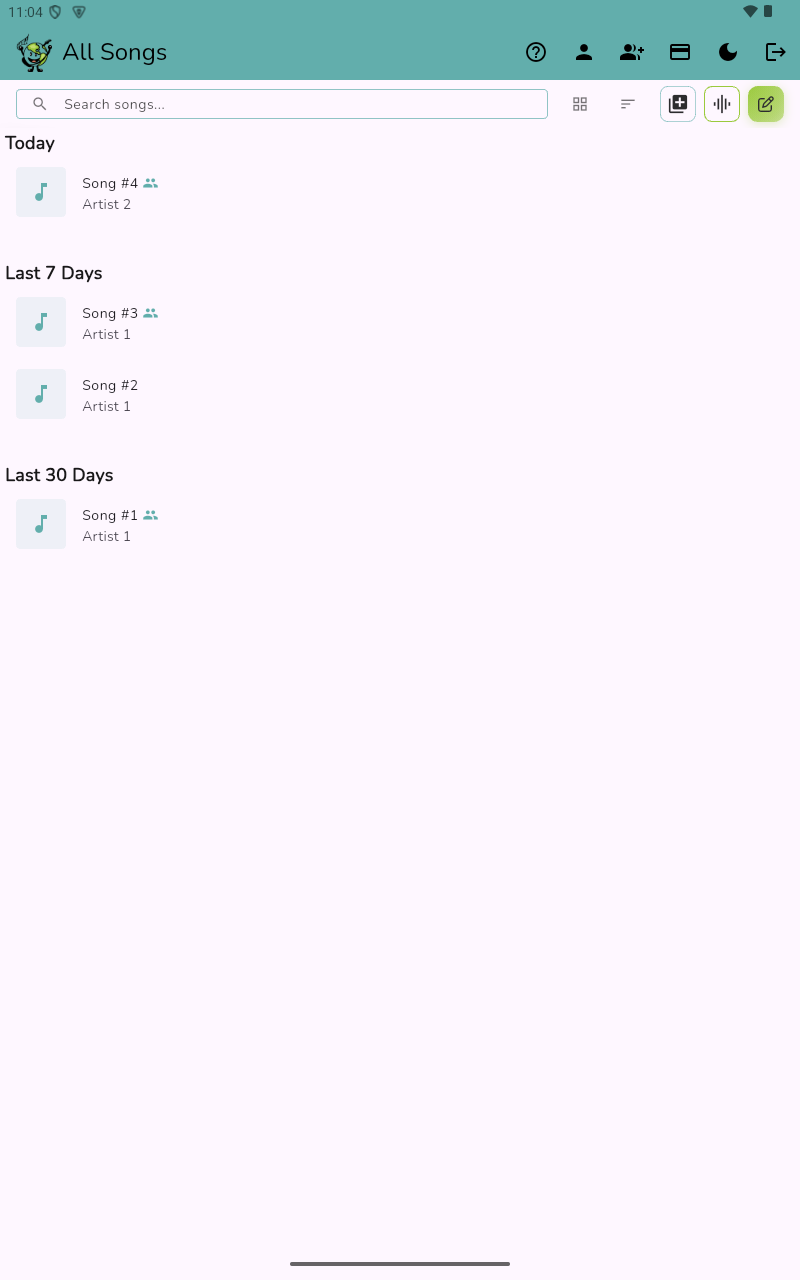 11:04
All Songs
Search songs...
Today
Song #4
Artist 2
Last 7 Days
Song #3
Artist 1
Song #2
Artist 1
Last 30 Days
Song #1
Artist 1